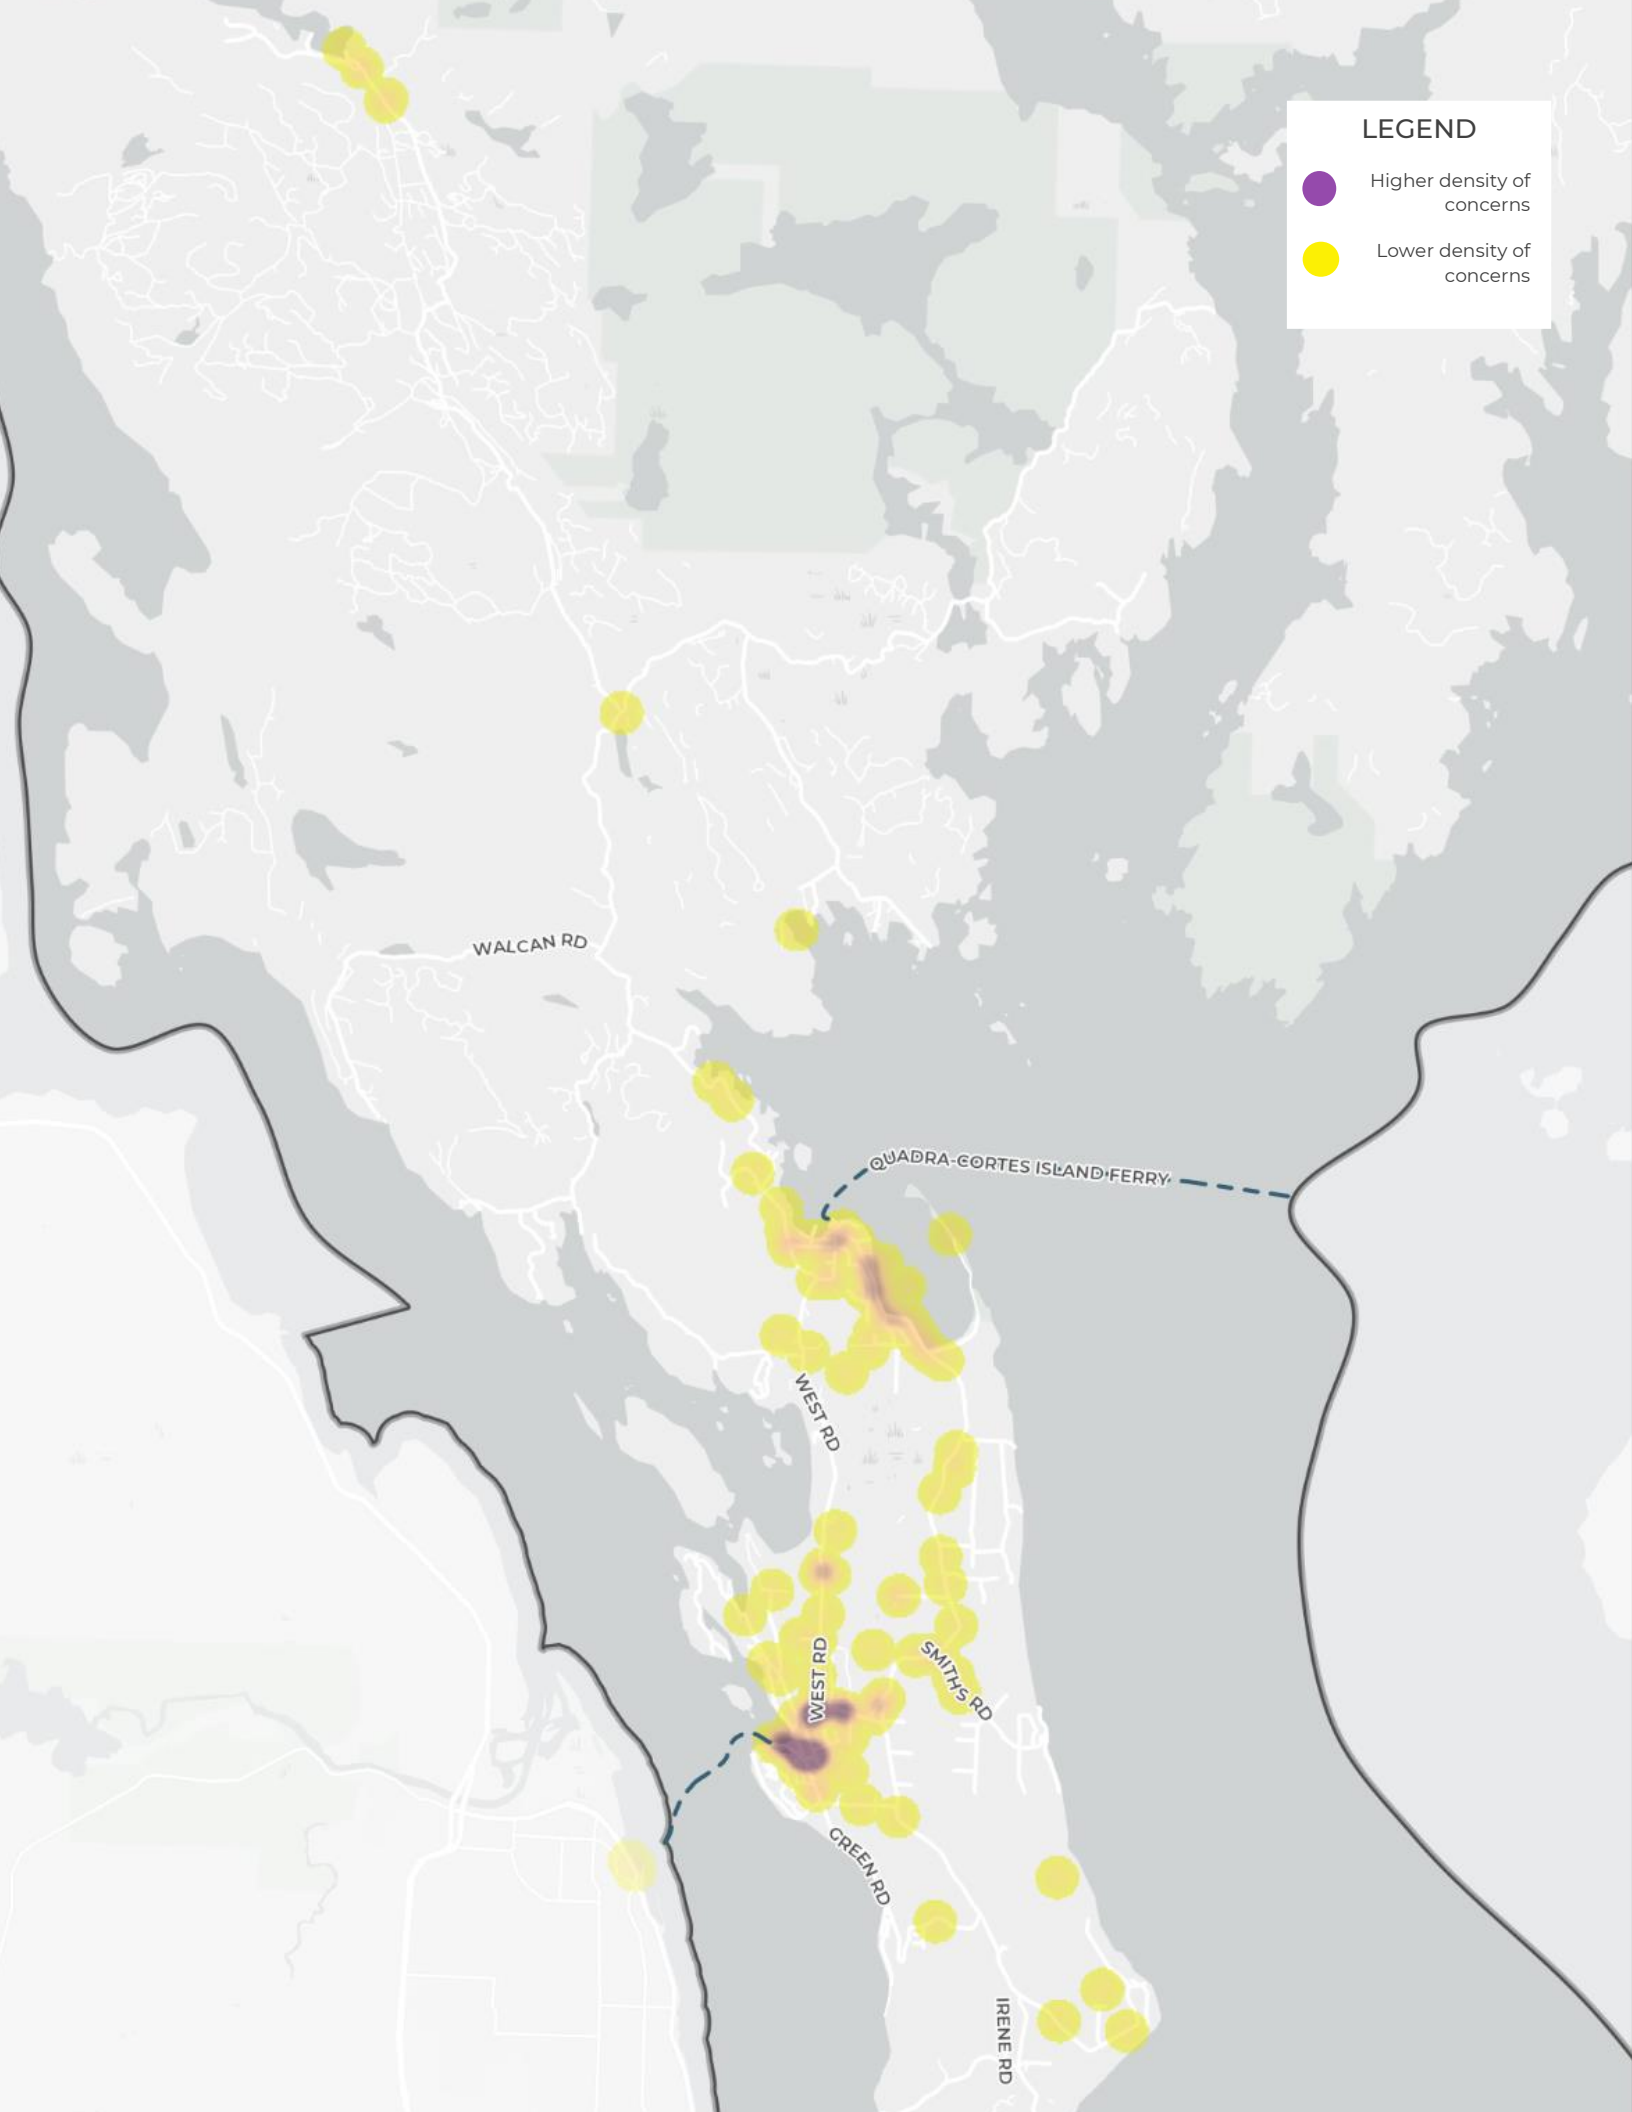 LEGEND
Higher density of
concerns
Lower density of
concerns
WALCAN RD
QUADRA-CORTES ISLAND FERRY
WEST RD
WEST RD
SMITHS RD
GREEN RD
IRENE RD